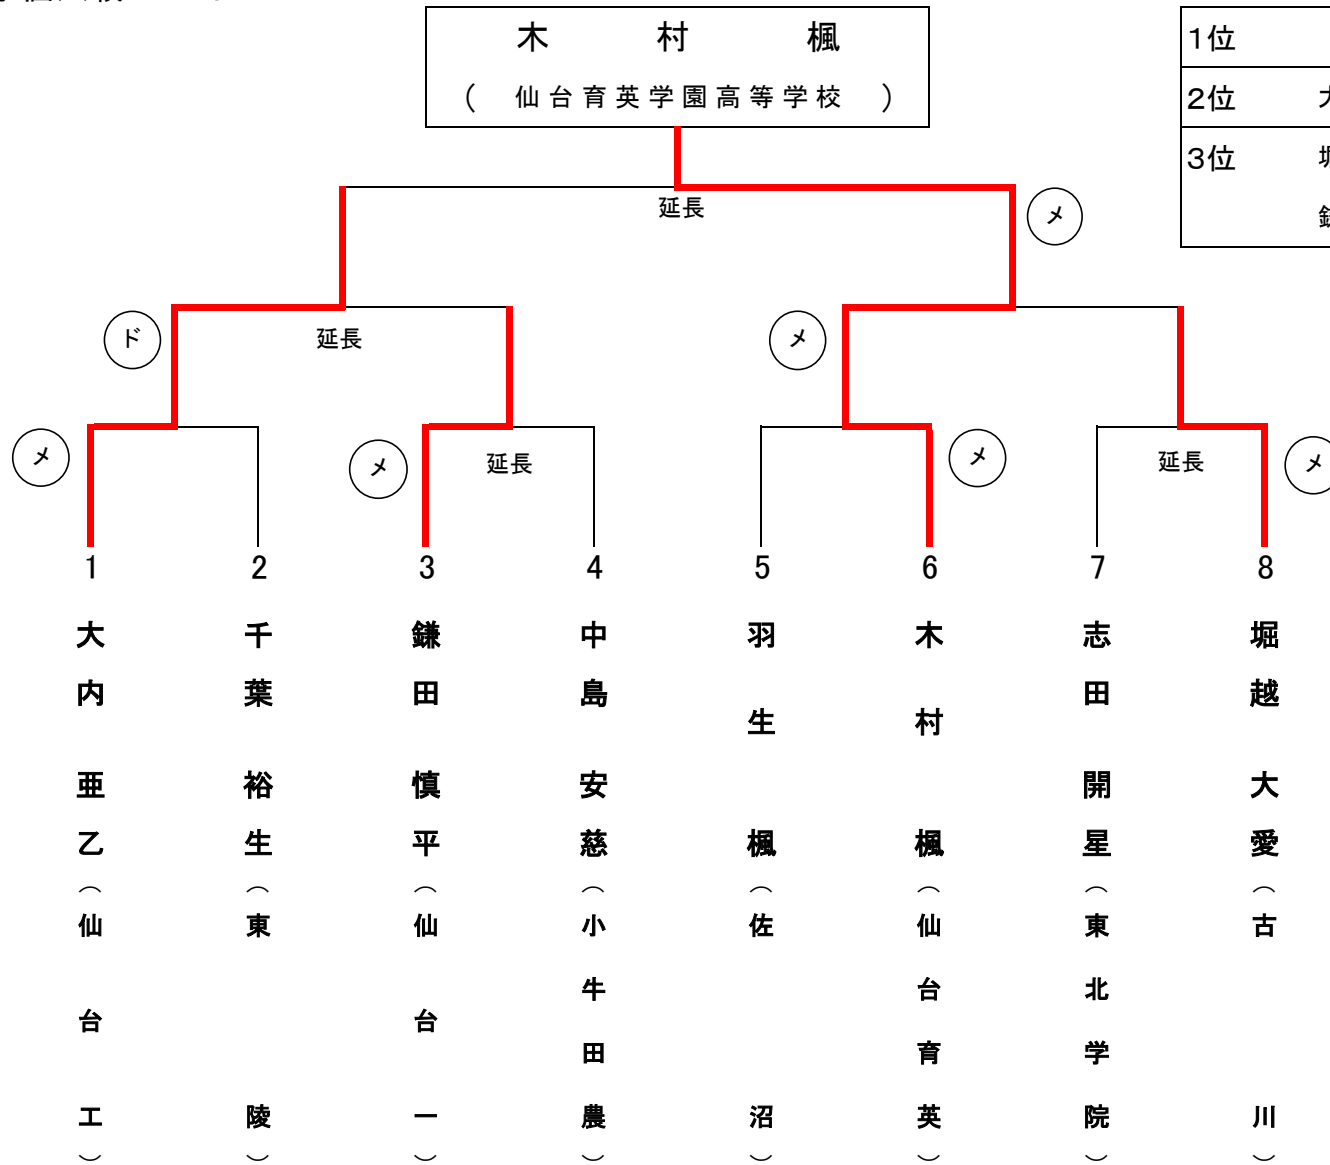 木村楓
(仙台育英学園高等学校)
1位
2位
3位
延長
メ
ド
延長
メ
メ
メ
延長
メ
延長
メ
1
2
3
4
5
6
7
8
大内亜乙(仙台工)
千葉裕生(東陵)
鎌田慎平(仙台一)
中島安慈(小牛田農)
羽生楓(佐沼)
木村楓(仙台育英)
志田開星(東北学院)
堀越大愛(古川)